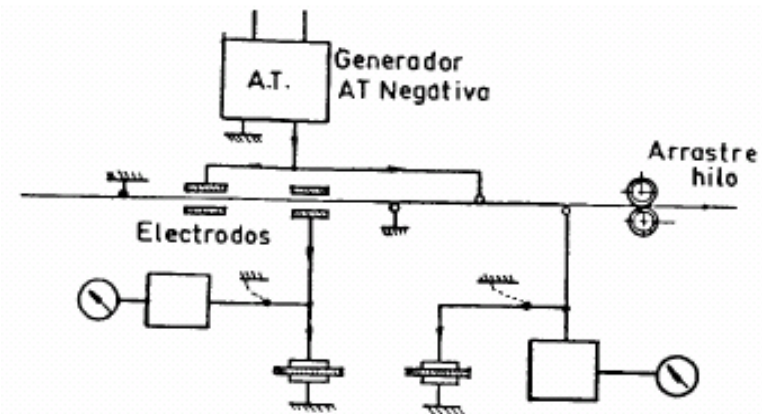 A.T.
Generador
AT Negativa
Arrastre
hilo
Electrodos